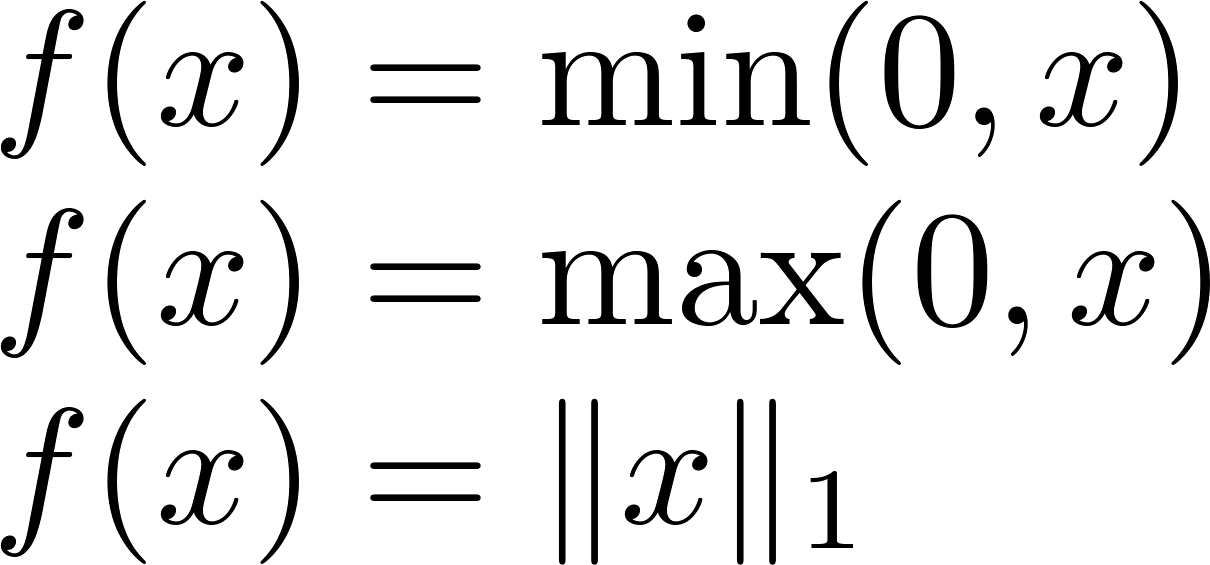 f(x) = min(0, x)
f(x) = max(0, x)
f(x) = ‖x‖₁